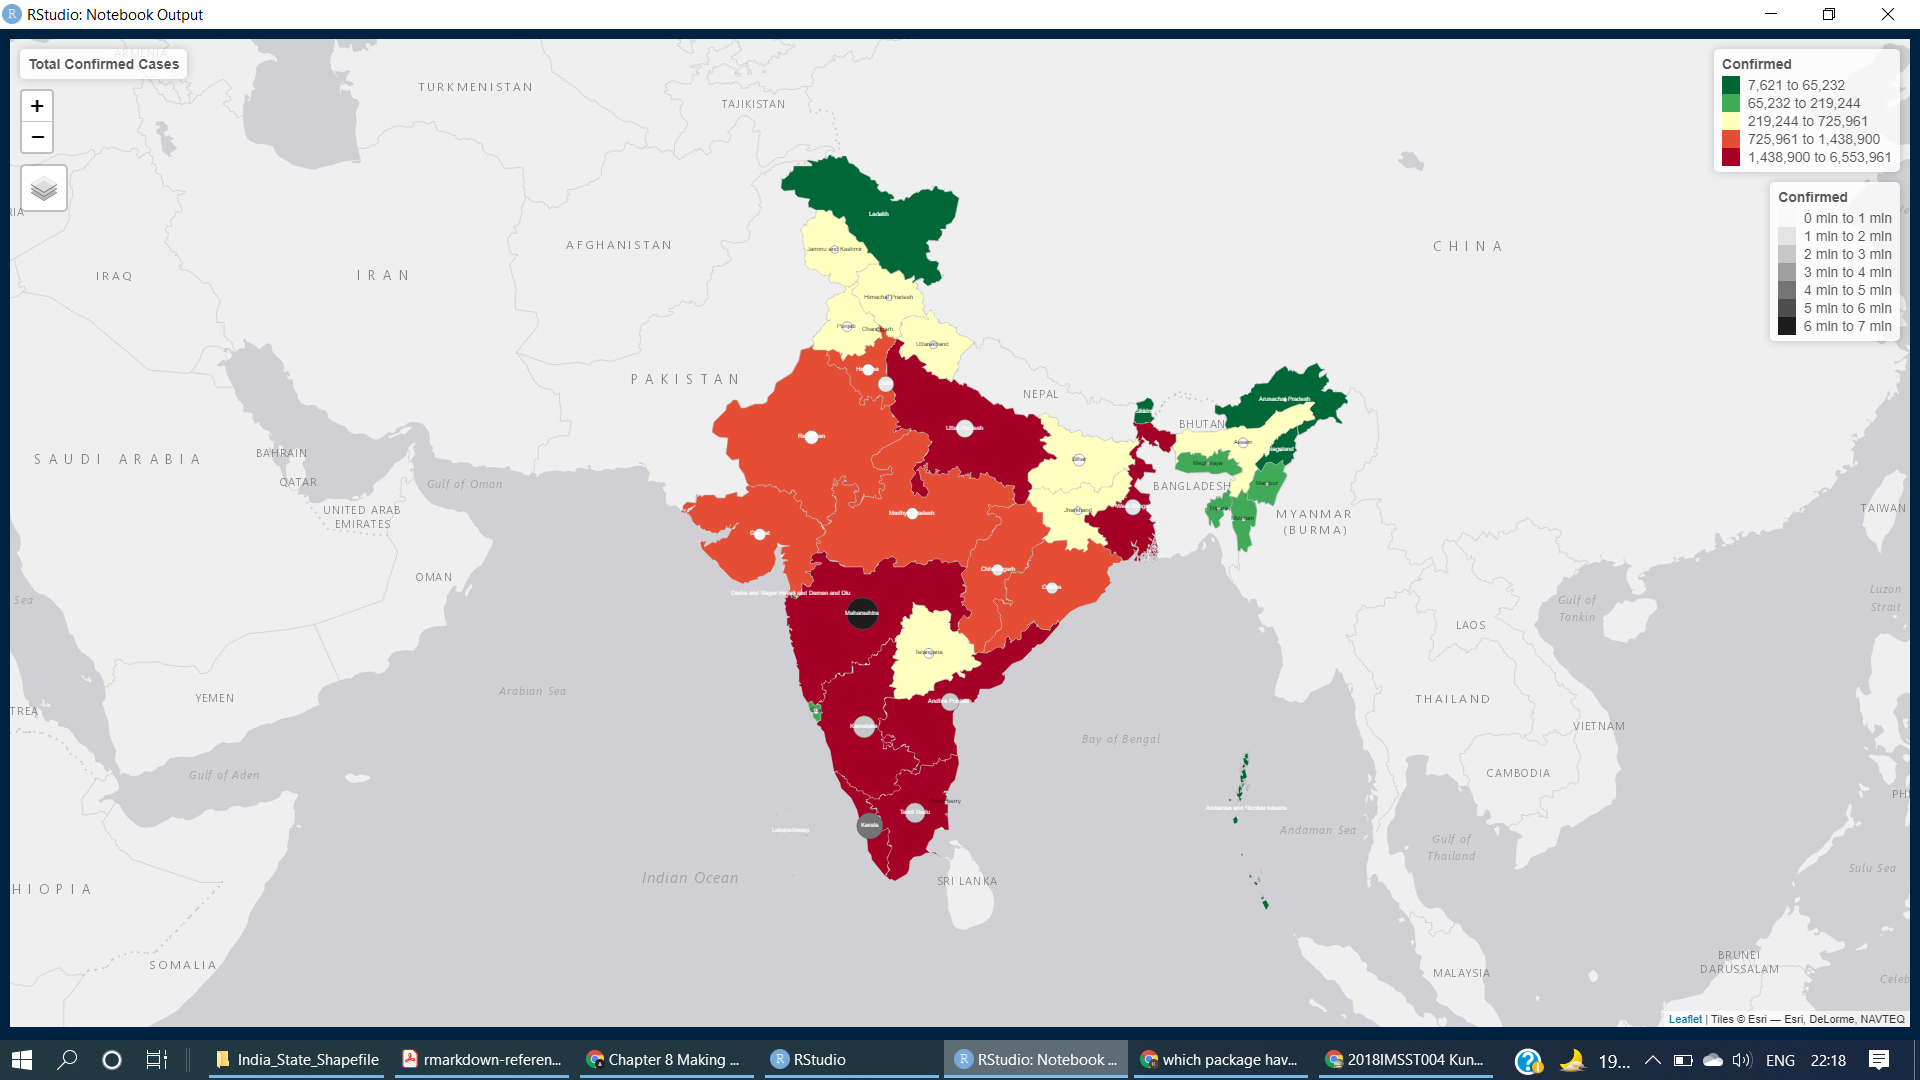 RStudio: Notebook Output
Total Confirmed Cases
+
−
Confirmed
7,621 to 65,232
65,232 to 219,244
219,244 to 725,961
725,961 to 1,438,900
1,438,900 to 6,553,961
Confirmed
0 mln to 1 mln
1 mln to 2 mln
2 mln to 3 mln
3 mln to 4 mln
4 mln to 5 mln
5 mln to 6 mln
6 mln to 7 mln
ARMENIA
TURKMENISTAN
TAJIKISTAN
AFGHANISTAN
IRAQ
IRAN
CHINA
PAKISTAN
NEPAL
BHUTAN
BAHRAIN
SAUDI ARABIA
QATAR
Gulf of Oman
BANGLADESH
UNITED ARAB
EMIRATES
MYANMAR
(BURMA)
TAIWAN
OMAN
Sea
Luzon
Strait
Gulf of
Tonkin
LAOS
YEMEN
Arabian Sea
TREA
THAILAND
VIETNAM
Bay of Bengal
Gulf of Aden
CAMBODIA
PH
Andaman Sea
Gulf of
Thailand
Sulu Sea
Indian Ocean
SRI LANKA
HIOPIA
SOMALIA
MALAYSIA
BRUNEI
DARUSSALAM
Celeb
Ladakh
Jammu and Kashmir
Himachal Pradesh
Punjab
Chandigarh
Uttarakhand
Arunachal Pradesh
Sikkim
Uttar Pradesh
Assam
Nagaland
Bihar
Meghalaya
Manipur
Jharkhand
Madhya Pradesh
Chhattisgarh
Dadra and Nagar Haveli and Daman and Diu
Maharashtra
Telangana
Andhra Pradesh
Karnataka
Tamil Nadu
Kerala
Lakshadweep
Andaman and Nicobar Islands
Leaflet | Tiles © Esri — Esri, DeLorme, NAVTEQ
India_State_Shapefile
rmarkdown-referen...
Chapter 8 Making ...
RStudio
RStudio: Notebook ...
which package hav...
2018IMSST004 Kun...
19...
ENG
22:18